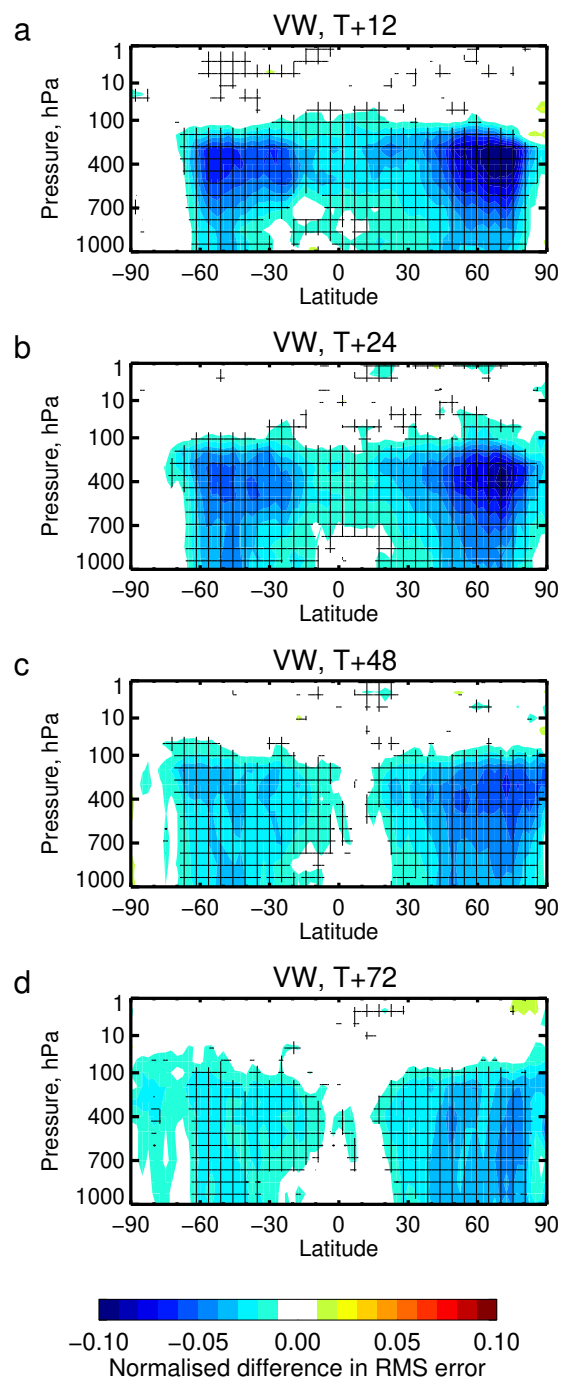 a
VW, T+12
Pressure, hPa
1
10
100
400
700
1000
−90 −60 −30 0 30 60 90
Latitude
b
VW, T+24
Pressure, hPa
1
10
100
400
700
1000
−90 −60 −30 0 30 60 90
Latitude
c
VW, T+48
Pressure, hPa
1
10
100
400
700
1000
−90 −60 −30 0 30 60 90
Latitude
d
VW, T+72
Pressure, hPa
1
10
100
400
700
1000
−90 −60 −30 0 30 60 90
Latitude
−0.10 −0.05 0.00 0.05 0.10
Normalised difference in RMS error